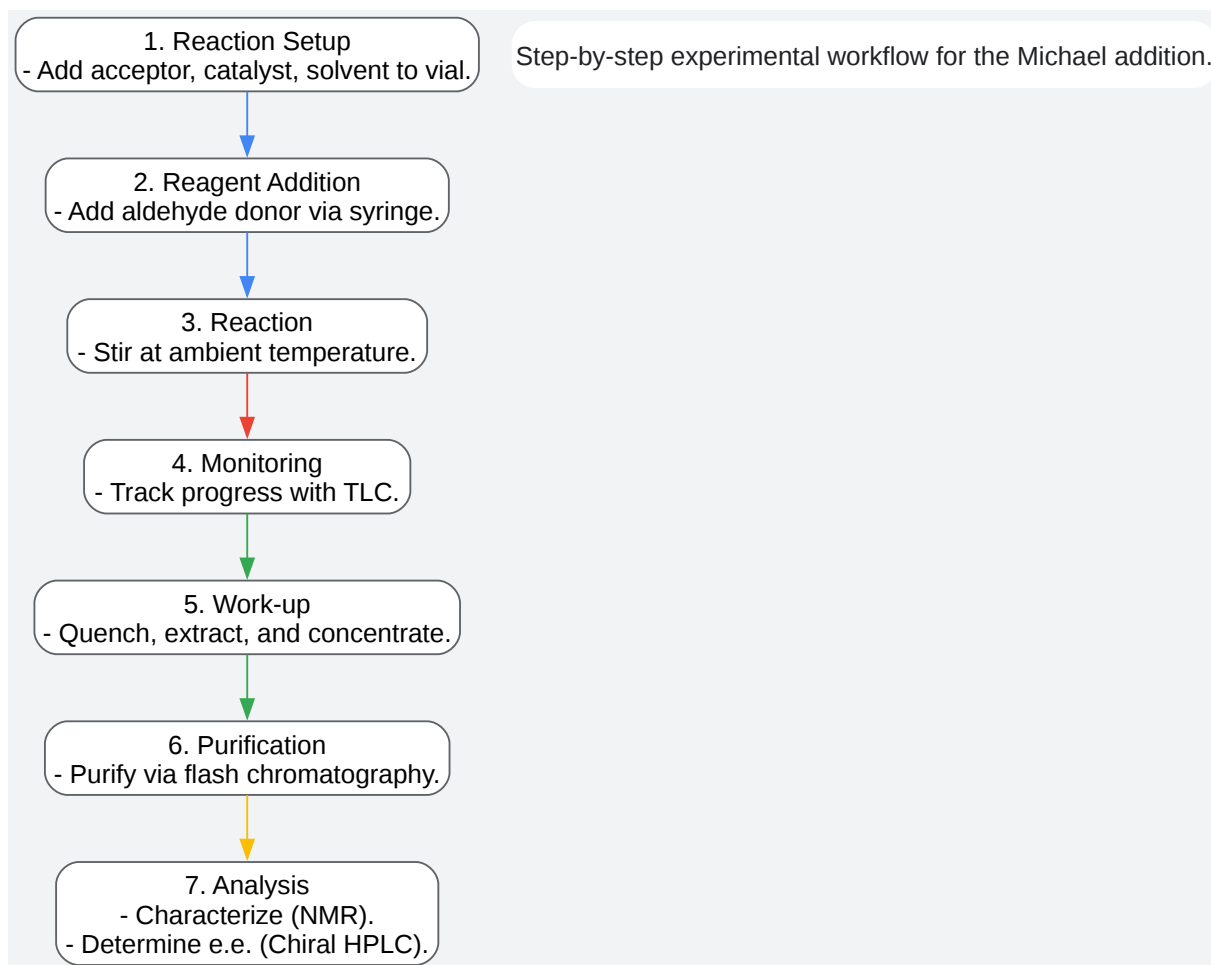 1. Reaction Setup
- Add acceptor, catalyst, solvent to vial.
Step-by-step experimental workflow for the Michael addition.
2. Reagent Addition
- Add aldehyde donor via syringe.
3. Reaction
- Stir at ambient temperature.
4. Monitoring
- Track progress with TLC.
5. Work-up
- Quench, extract, and concentrate.
6. Purification
- Purify via flash chromatography.
7. Analysis
- Characterize (NMR).
- Determine e.e. (Chiral HPLC).